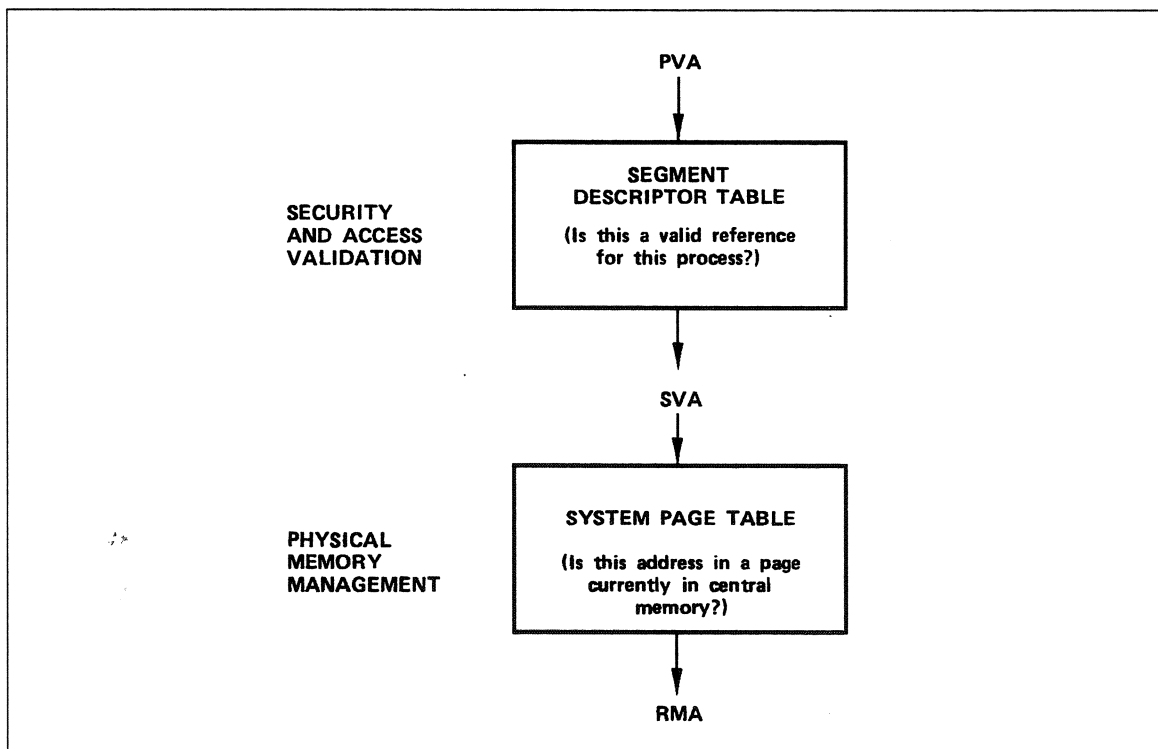 PVA
SECURITY
AND ACCESS
VALIDATION
SEGMENT
DESCRIPTOR TABLE
(Is this a valid reference
for this process?)
SVA
PHYSICAL
MEMORY
MANAGEMENT
SYSTEM PAGE TABLE
(Is this address in a page
currently in central
memory?)
RMA